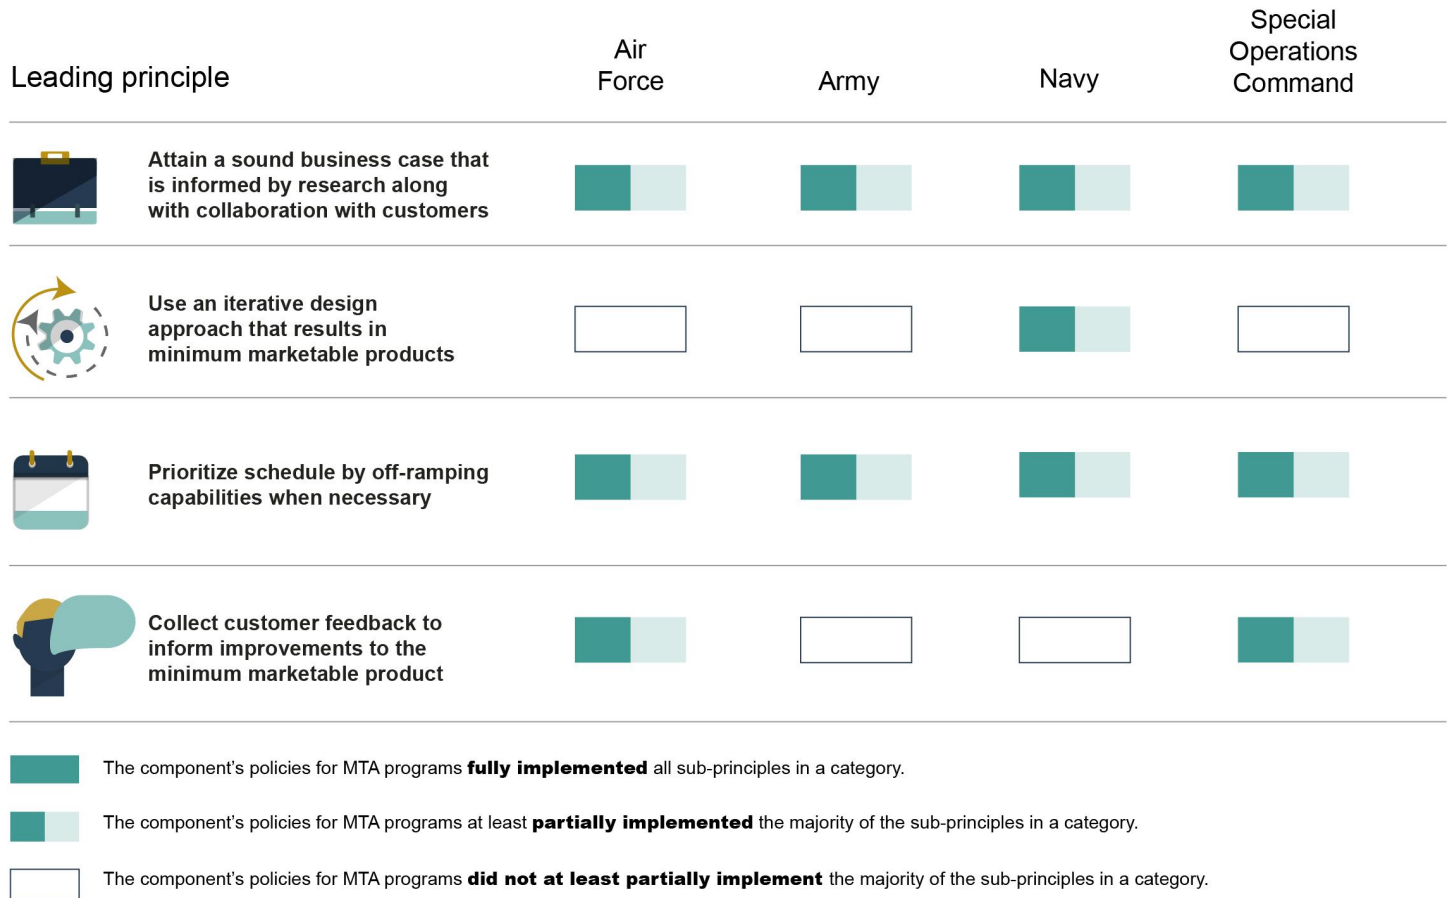 Leading principle
Air
Force
Army
Navy
Special
Operations
Command
Attain a sound business case that
is informed by research along
with collaboration with customers
Use an iterative design
approach that results in
minimum marketable products
Prioritize schedule by off-ramping
capabilities when necessary
Collect customer feedback to
inform improvements to the
minimum marketable product
The component’s policies for MTA programs fully implemented all sub-principles in a category.
The component’s policies for MTA programs at least partially implemented the majority of the sub-principles in a category.
The component’s policies for MTA programs did not at least partially implement the majority of the sub-principles in a category.